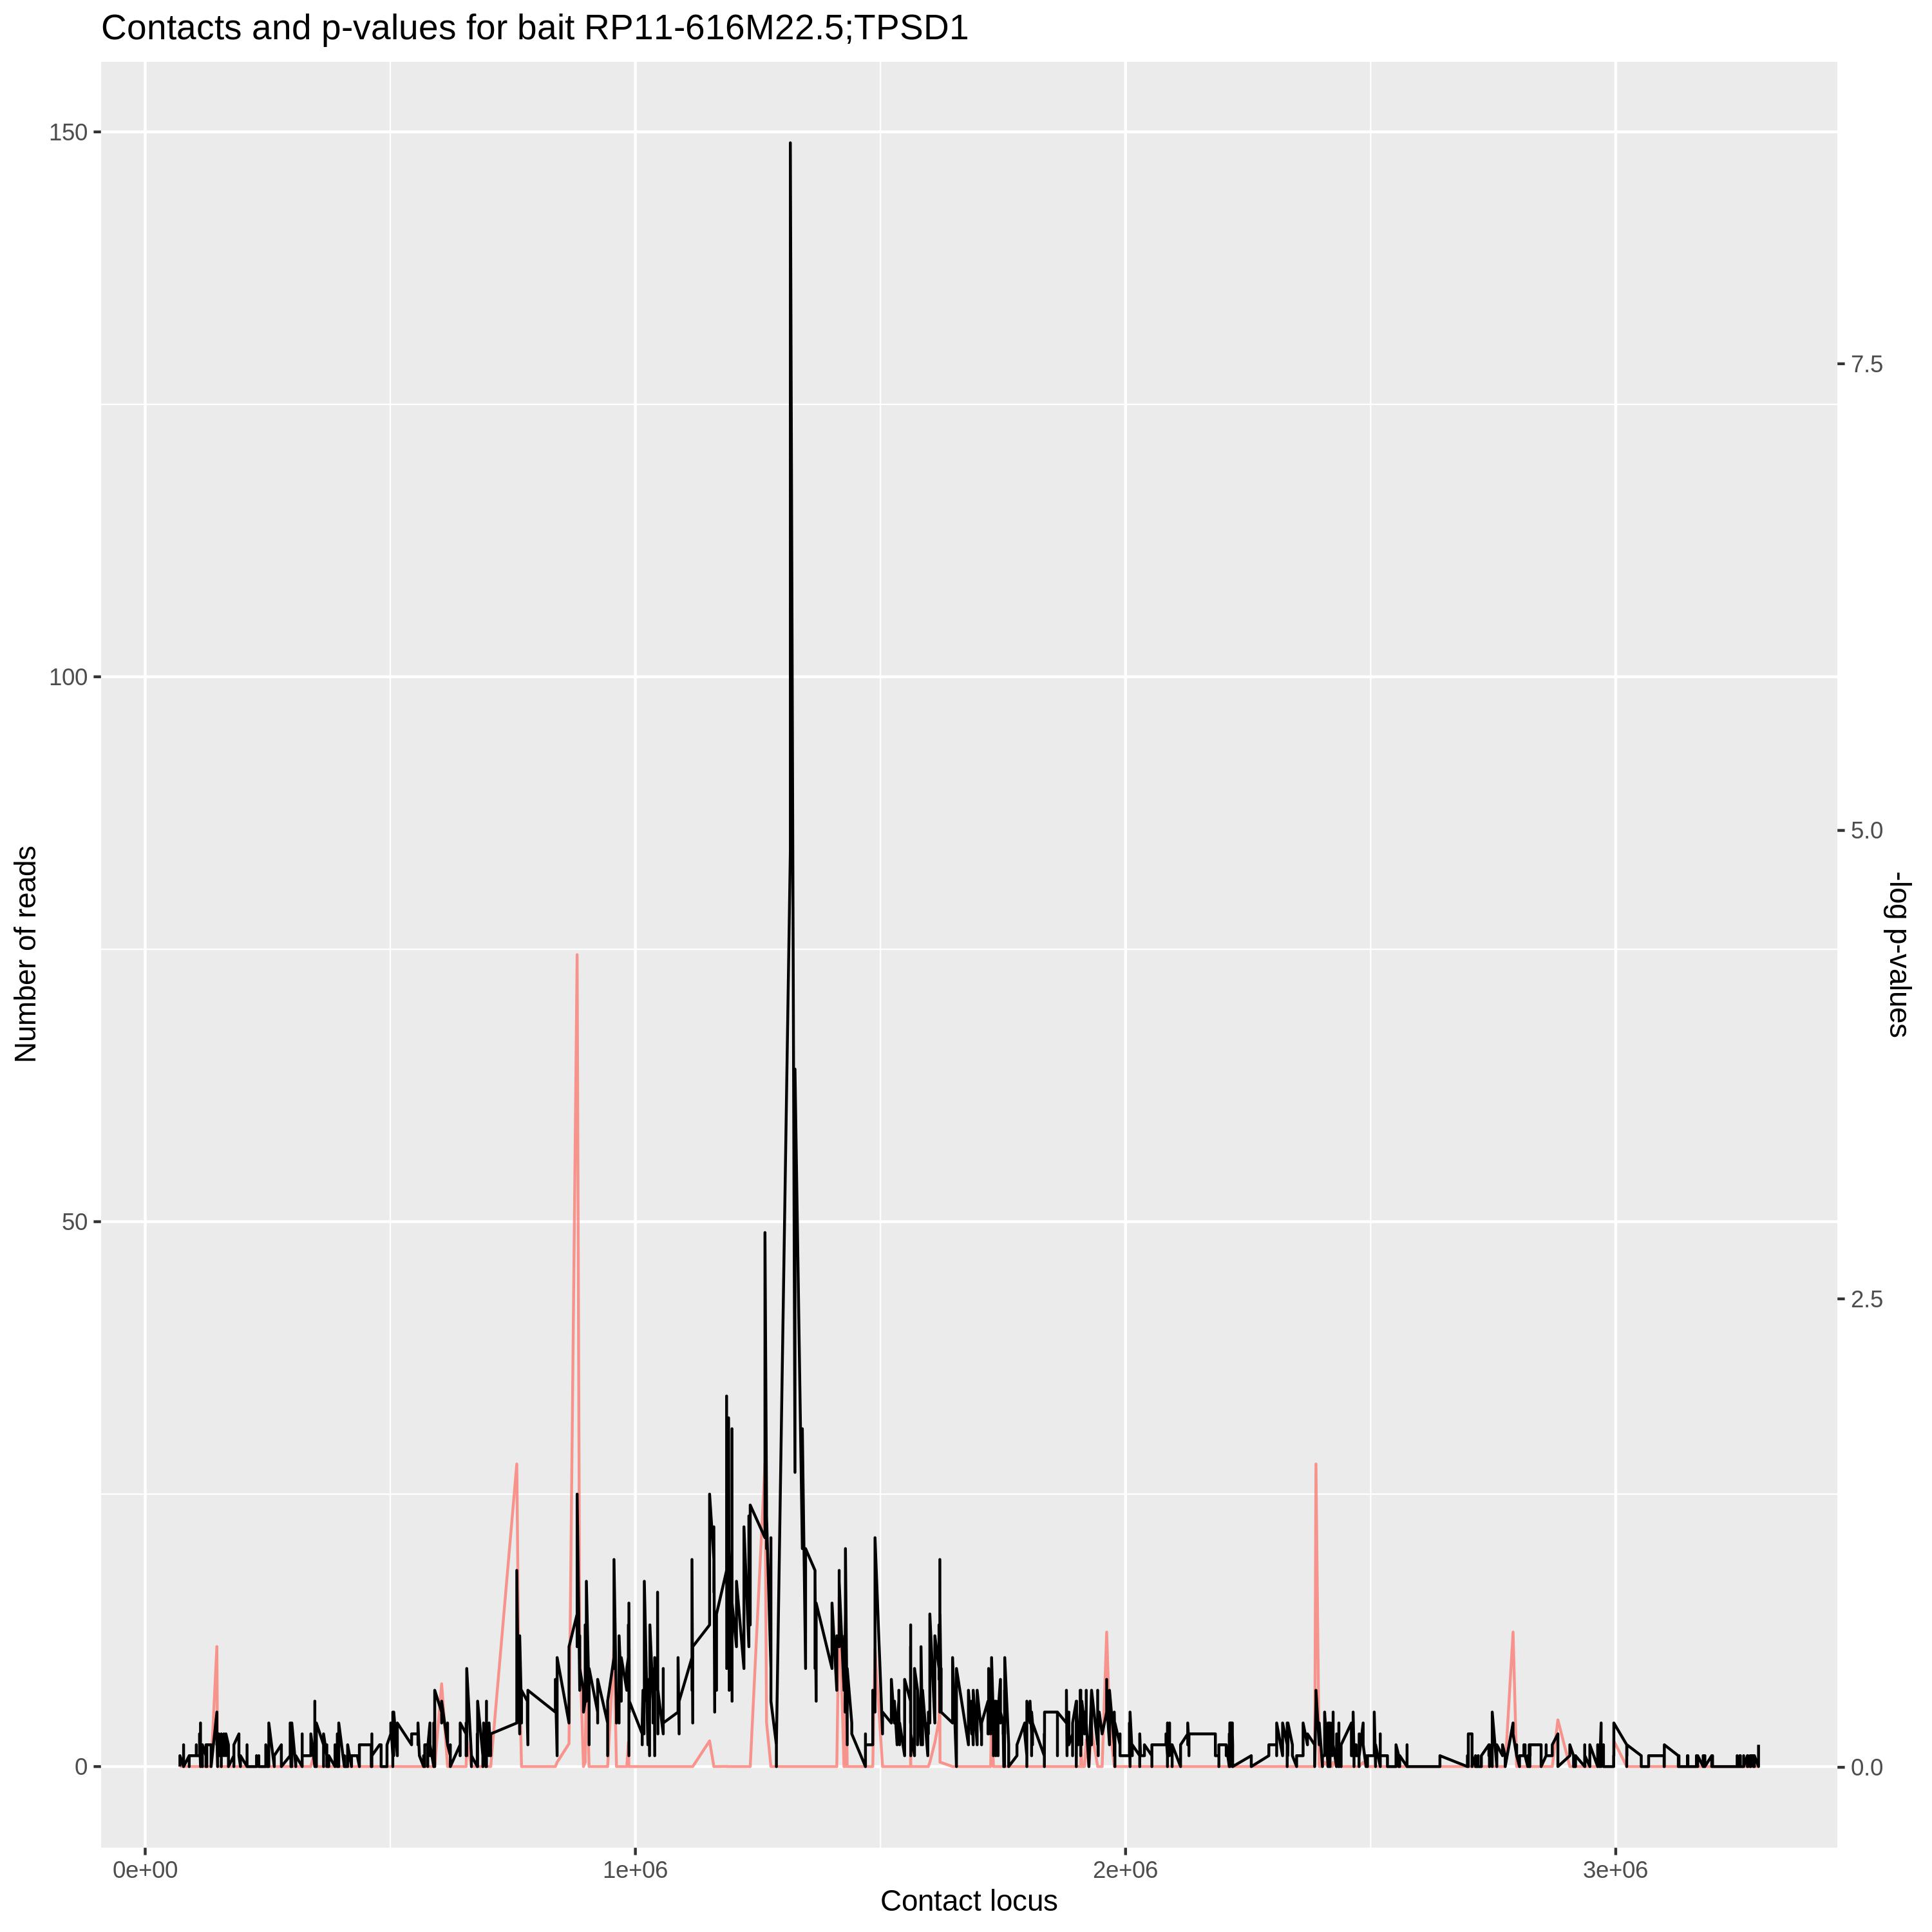 Contacts and p-values for bait RP11-616M22.5;TPSD1
150
100
50
0
Number of reads
7.5
5.0
2.5
0.0
-log p-values
0e+00
1e+06
2e+06
3e+06
Contact locus